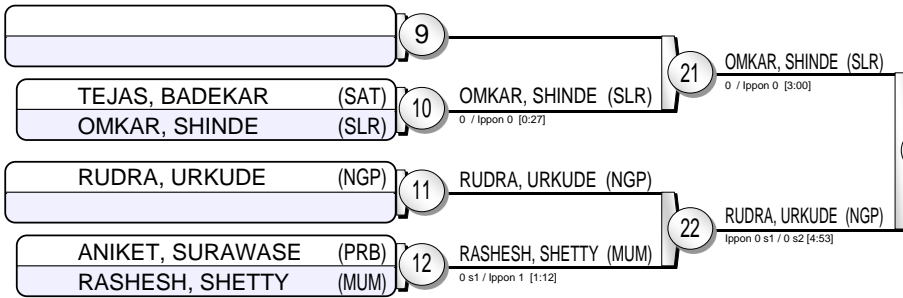 9
TEJAS, BADEKAR (SAT)
OMKAR, SHINDE (SLR)
10
OMKAR, SHINDE (SLR)
0 / Ippon 0 [0:27]
21
OMKAR, SHINDE (SLR)
0 / Ippon 0 [3:00]
RUDRA, URKUDE (NGP)
11
RUDRA, URKUDE (NGP)
ANIKET, SURAWASE (PRB)
RASHESH, SHETTY (MUM)
12
RASHESH, SHETTY (MUM)
0 s1 / Ippon 1 [1:12]
22
RUDRA, URKUDE (NGP)
Ippon 0 s1 / 0 s2 [4:53]